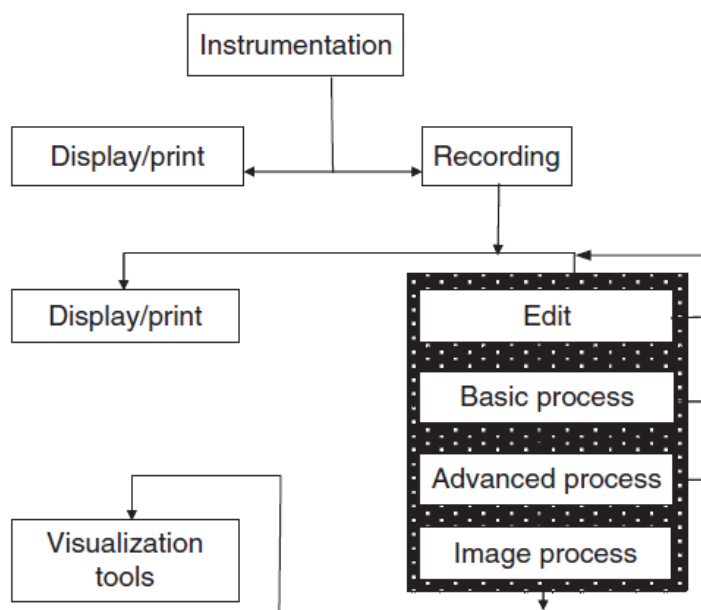 Instrumentation
Display/print
Recording
Display/print
Edit
Basic process
Advanced process
Image process
Visualization
tools